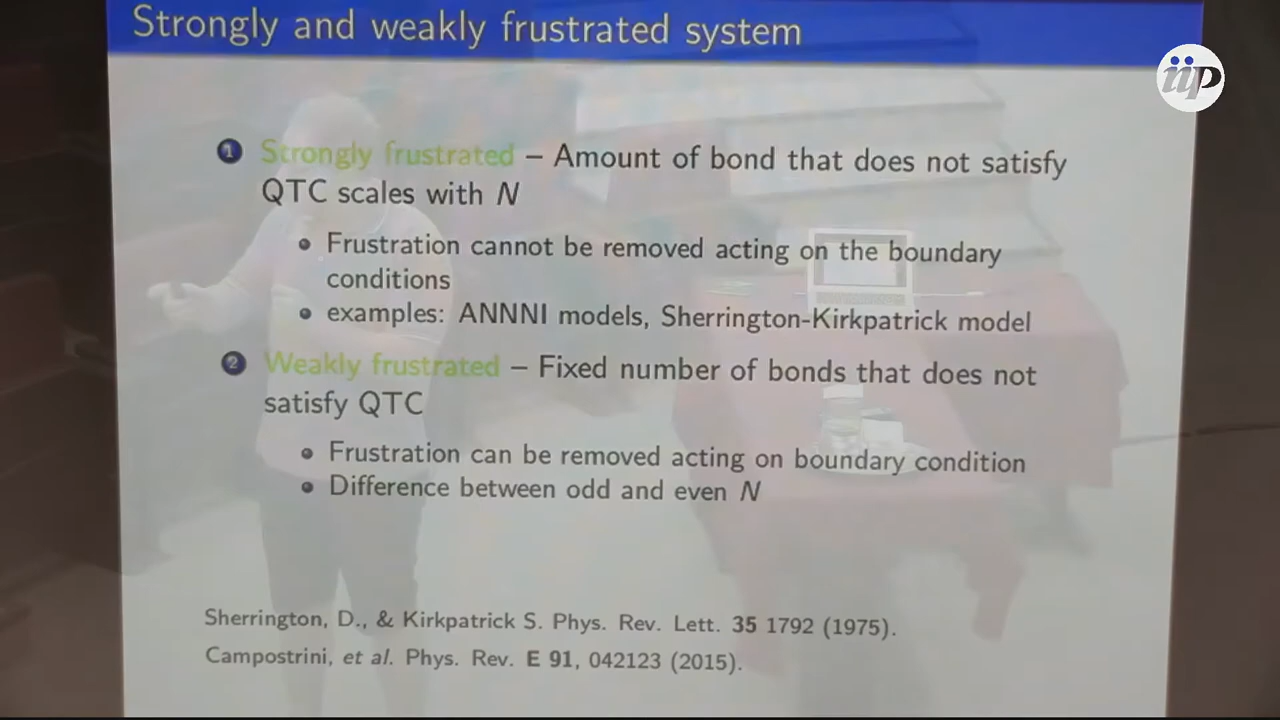 Strongly and weakly frustrated system
iip
1 Strongly frustrated – Amount of bond that does not satisfy
QTC scales with N
• Frustration cannot be removed acting on the boundary
conditions
• examples: ANNNI models, Sherrington-Kirkpatrick model
2 Weakly frustrated – Fixed number of bonds that does not
satisfy QTC
• Frustration can be removed acting on boundary condition
• Difference between odd and even N
Sherrington, D., & Kirkpatrick S. Phys. Rev. Lett. 35 1792 (1975).
Campostrini, et al. Phys. Rev. E 91, 042123 (2015).